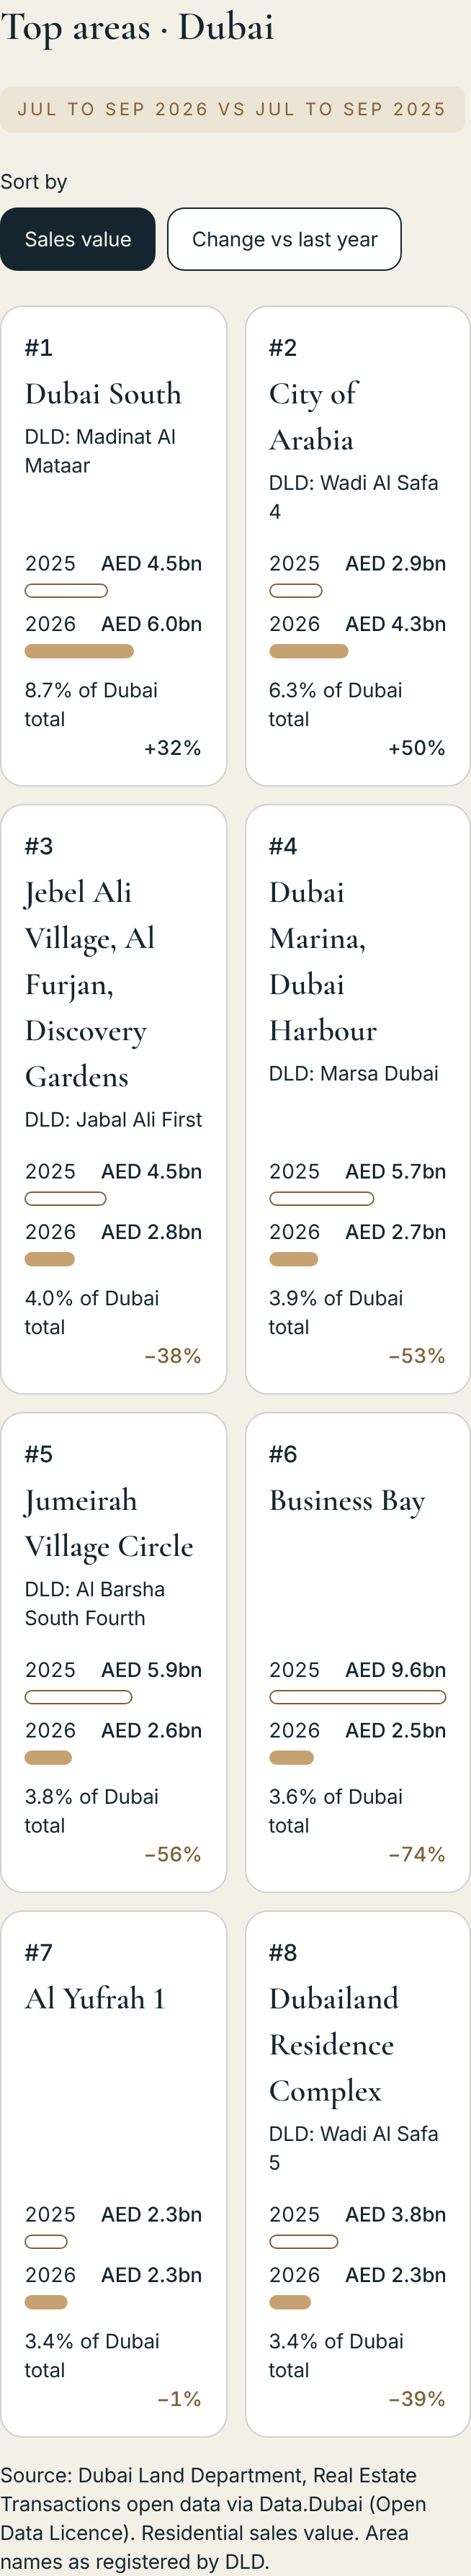 Top areas · Dubai
JUL TO SEP 2026 VS JUL TO SEP 2025
Sort by
Sales value
Change vs last year
#1
Dubai South
DLD: Madinat Al
Mataar
2025 AED 4.5bn
2026 AED 6.0bn
8.7% of Dubai
total
+32%
#2
City of
Arabia
DLD: Wadi Al Safa
4
2025 AED 2.9bn
2026 AED 4.3bn
6.3% of Dubai
total
+50%
#3
Jebel Ali
Village, Al
Furjan,
Discovery
Gardens
DLD: Jabal Ali First
2025 AED 4.5bn
2026 AED 2.8bn
4.0% of Dubai
total
−38%
#4
Dubai
Marina,
Dubai
Harbour
DLD: Marsa Dubai
2025 AED 5.7bn
2026 AED 2.7bn
3.9% of Dubai
total
−53%
#5
Jumeirah
Village Circle
DLD: Al Barsha
South Fourth
2025 AED 5.9bn
2026 AED 2.6bn
3.8% of Dubai
total
−56%
#6
Business Bay
2025 AED 9.6bn
2026 AED 2.5bn
3.6% of Dubai
total
−74%
#7
Al Yufrah 1
2025 AED 2.3bn
2026 AED 2.3bn
3.4% of Dubai
total
−1%
#8
Dubailand
Residence
Complex
DLD: Wadi Al Safa
5
2025 AED 3.8bn
2026 AED 2.3bn
3.4% of Dubai
total
−39%
Source: Dubai Land Department, Real Estate
Transactions open data via Data.Dubai (Open
Data Licence). Residential sales value. Area
names as registered by DLD.